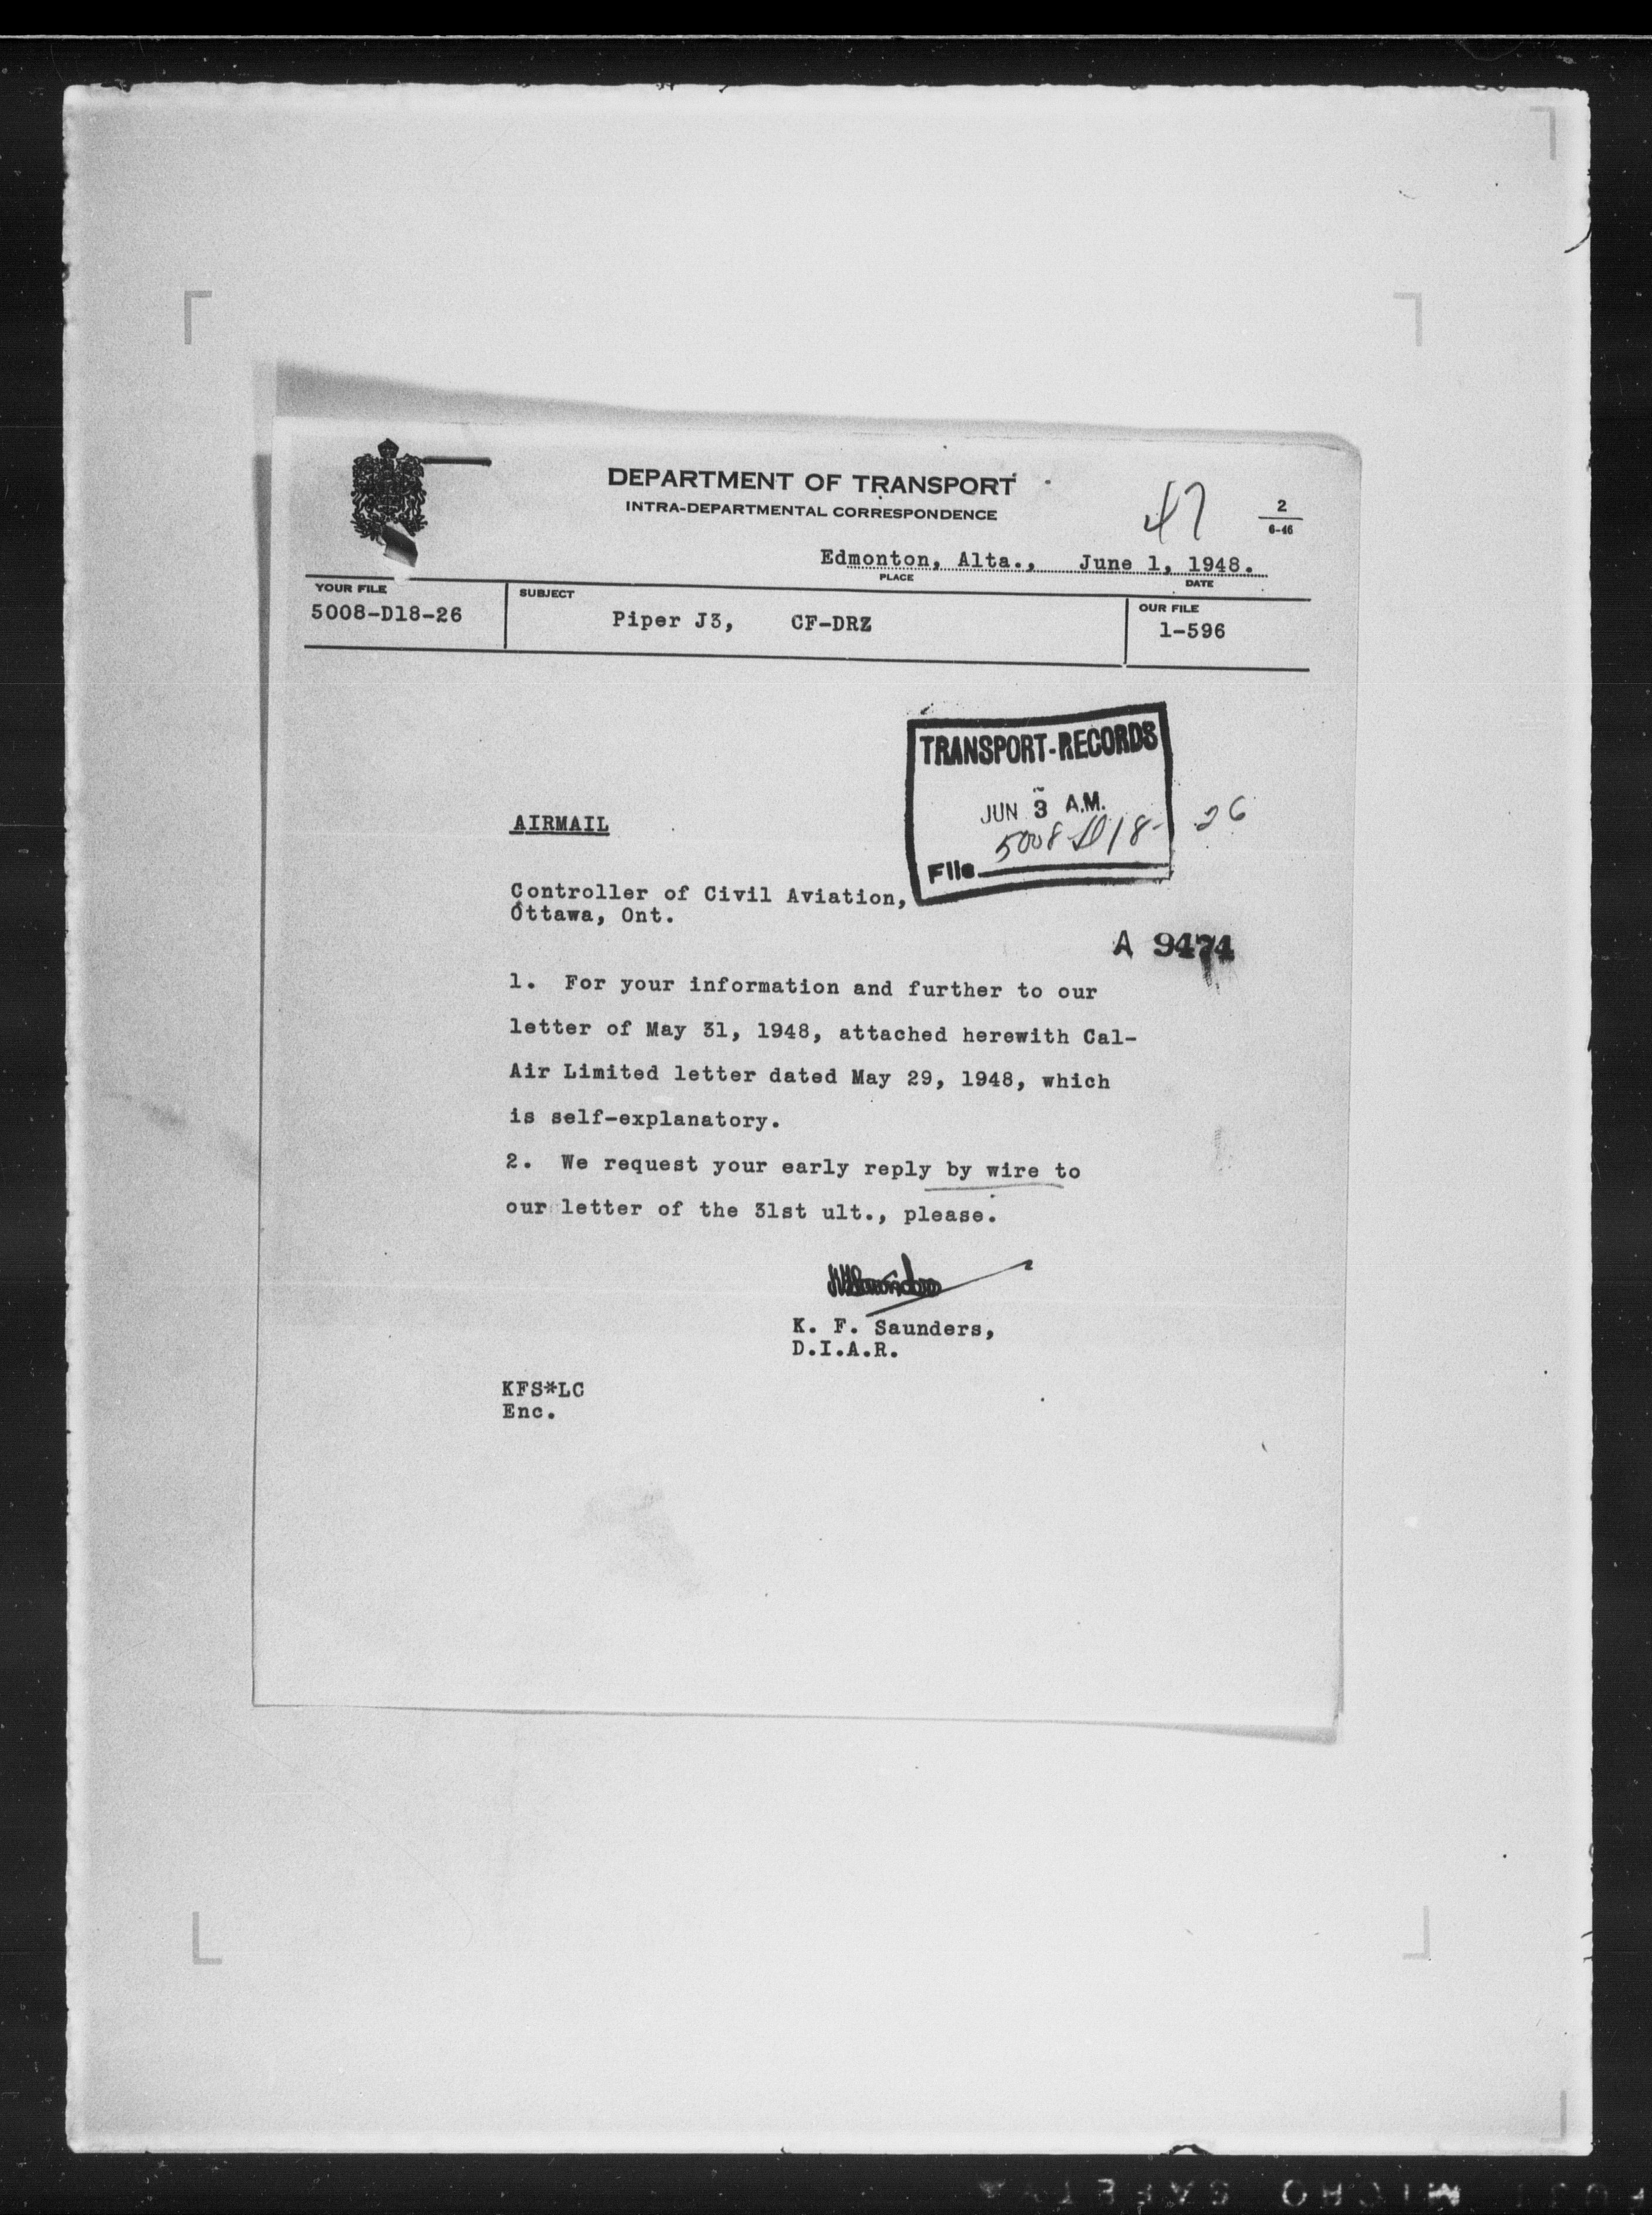 DEPARTMENT OF TRANSPORT
INTRA-DEPARTMENTAL CORRESPONDENCE
47
2
6-46
Edmonton, Alta., June 1, 1948.
PLACE DATE
YOUR FILE
5008-D18-26
SUBJECT
Piper J3, CF-DRZ
OUR FILE
1-596
TRANSPORT-RECORDS
JUN 3 A.M.
5008-D18-26
File
AIRMAIL
Controller of Civil Aviation,
Ottawa, Ont.
A 9474
1. For your information and further to our
letter of May 31, 1948, attached herewith Cal-
Air Limited letter dated May 29, 1948, which
is self-explanatory.
2. We request your early reply by wire to
our letter of the 31st ult., please.
K. F. Saunders,
D.I.A.R.
KFS*LC
Enc.